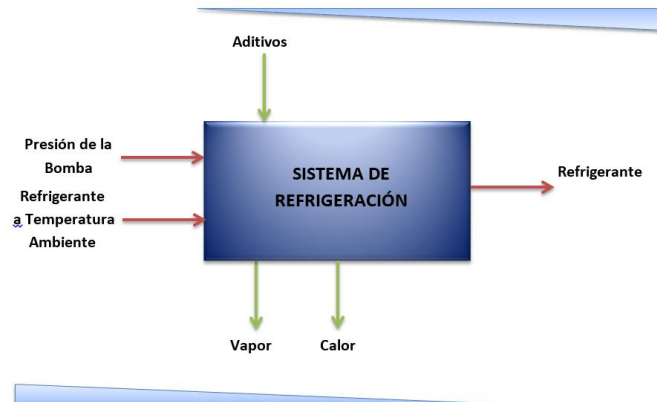 Aditivos
Presión de la
Bomba
Refrigerante
a Temperatura
Ambiente
SISTEMA DE
REFRIGERACIÓN
Refrigerante
Vapor
Calor